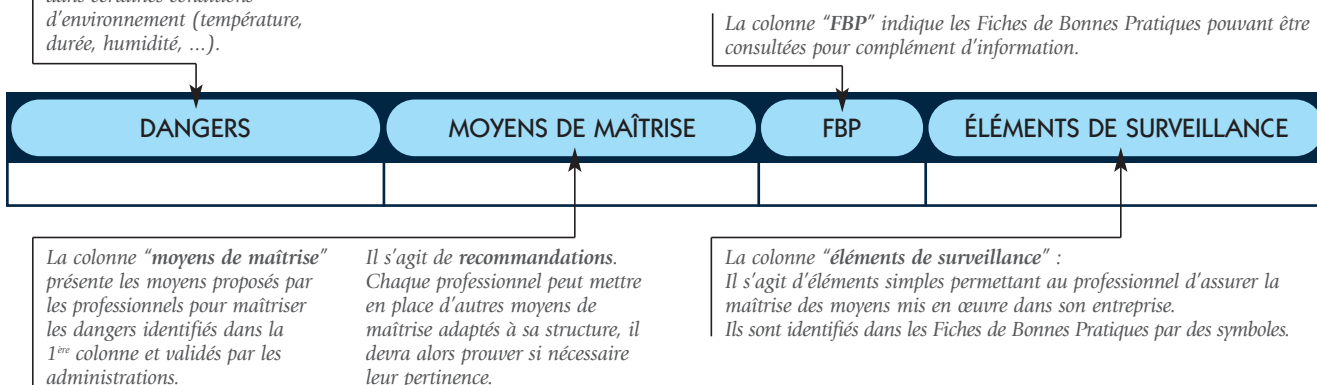 dans certaines conditions
d'environnement (température,
durée, humidité, ...).
La colonne "FBP" indique les Fiches de Bonnes Pratiques pouvant être
consultées pour complément d'information.
DANGERS
MOYENS DE MAÎTRISE
FBP
ÉLÉMENTS DE SURVEILLANCE
La colonne "moyens de maîtrise"
présente les moyens proposés par
les professionnels pour maîtriser
les dangers identifiés dans la
1ère colonne et validés par les
administrations.
Il s'agit de recommandations.
Chaque professionnel peut mettre
en place d'autres moyens de
maîtrise adaptés à sa structure, il
devra alors prouver si nécessaire
leur pertinence.
La colonne "éléments de surveillance" :
Il s'agit d'éléments simples permettant au professionnel d'assurer la
maîtrise des moyens mis en œuvre dans son entreprise.
Ils sont identifiés dans les Fiches de Bonnes Pratiques par des symboles.